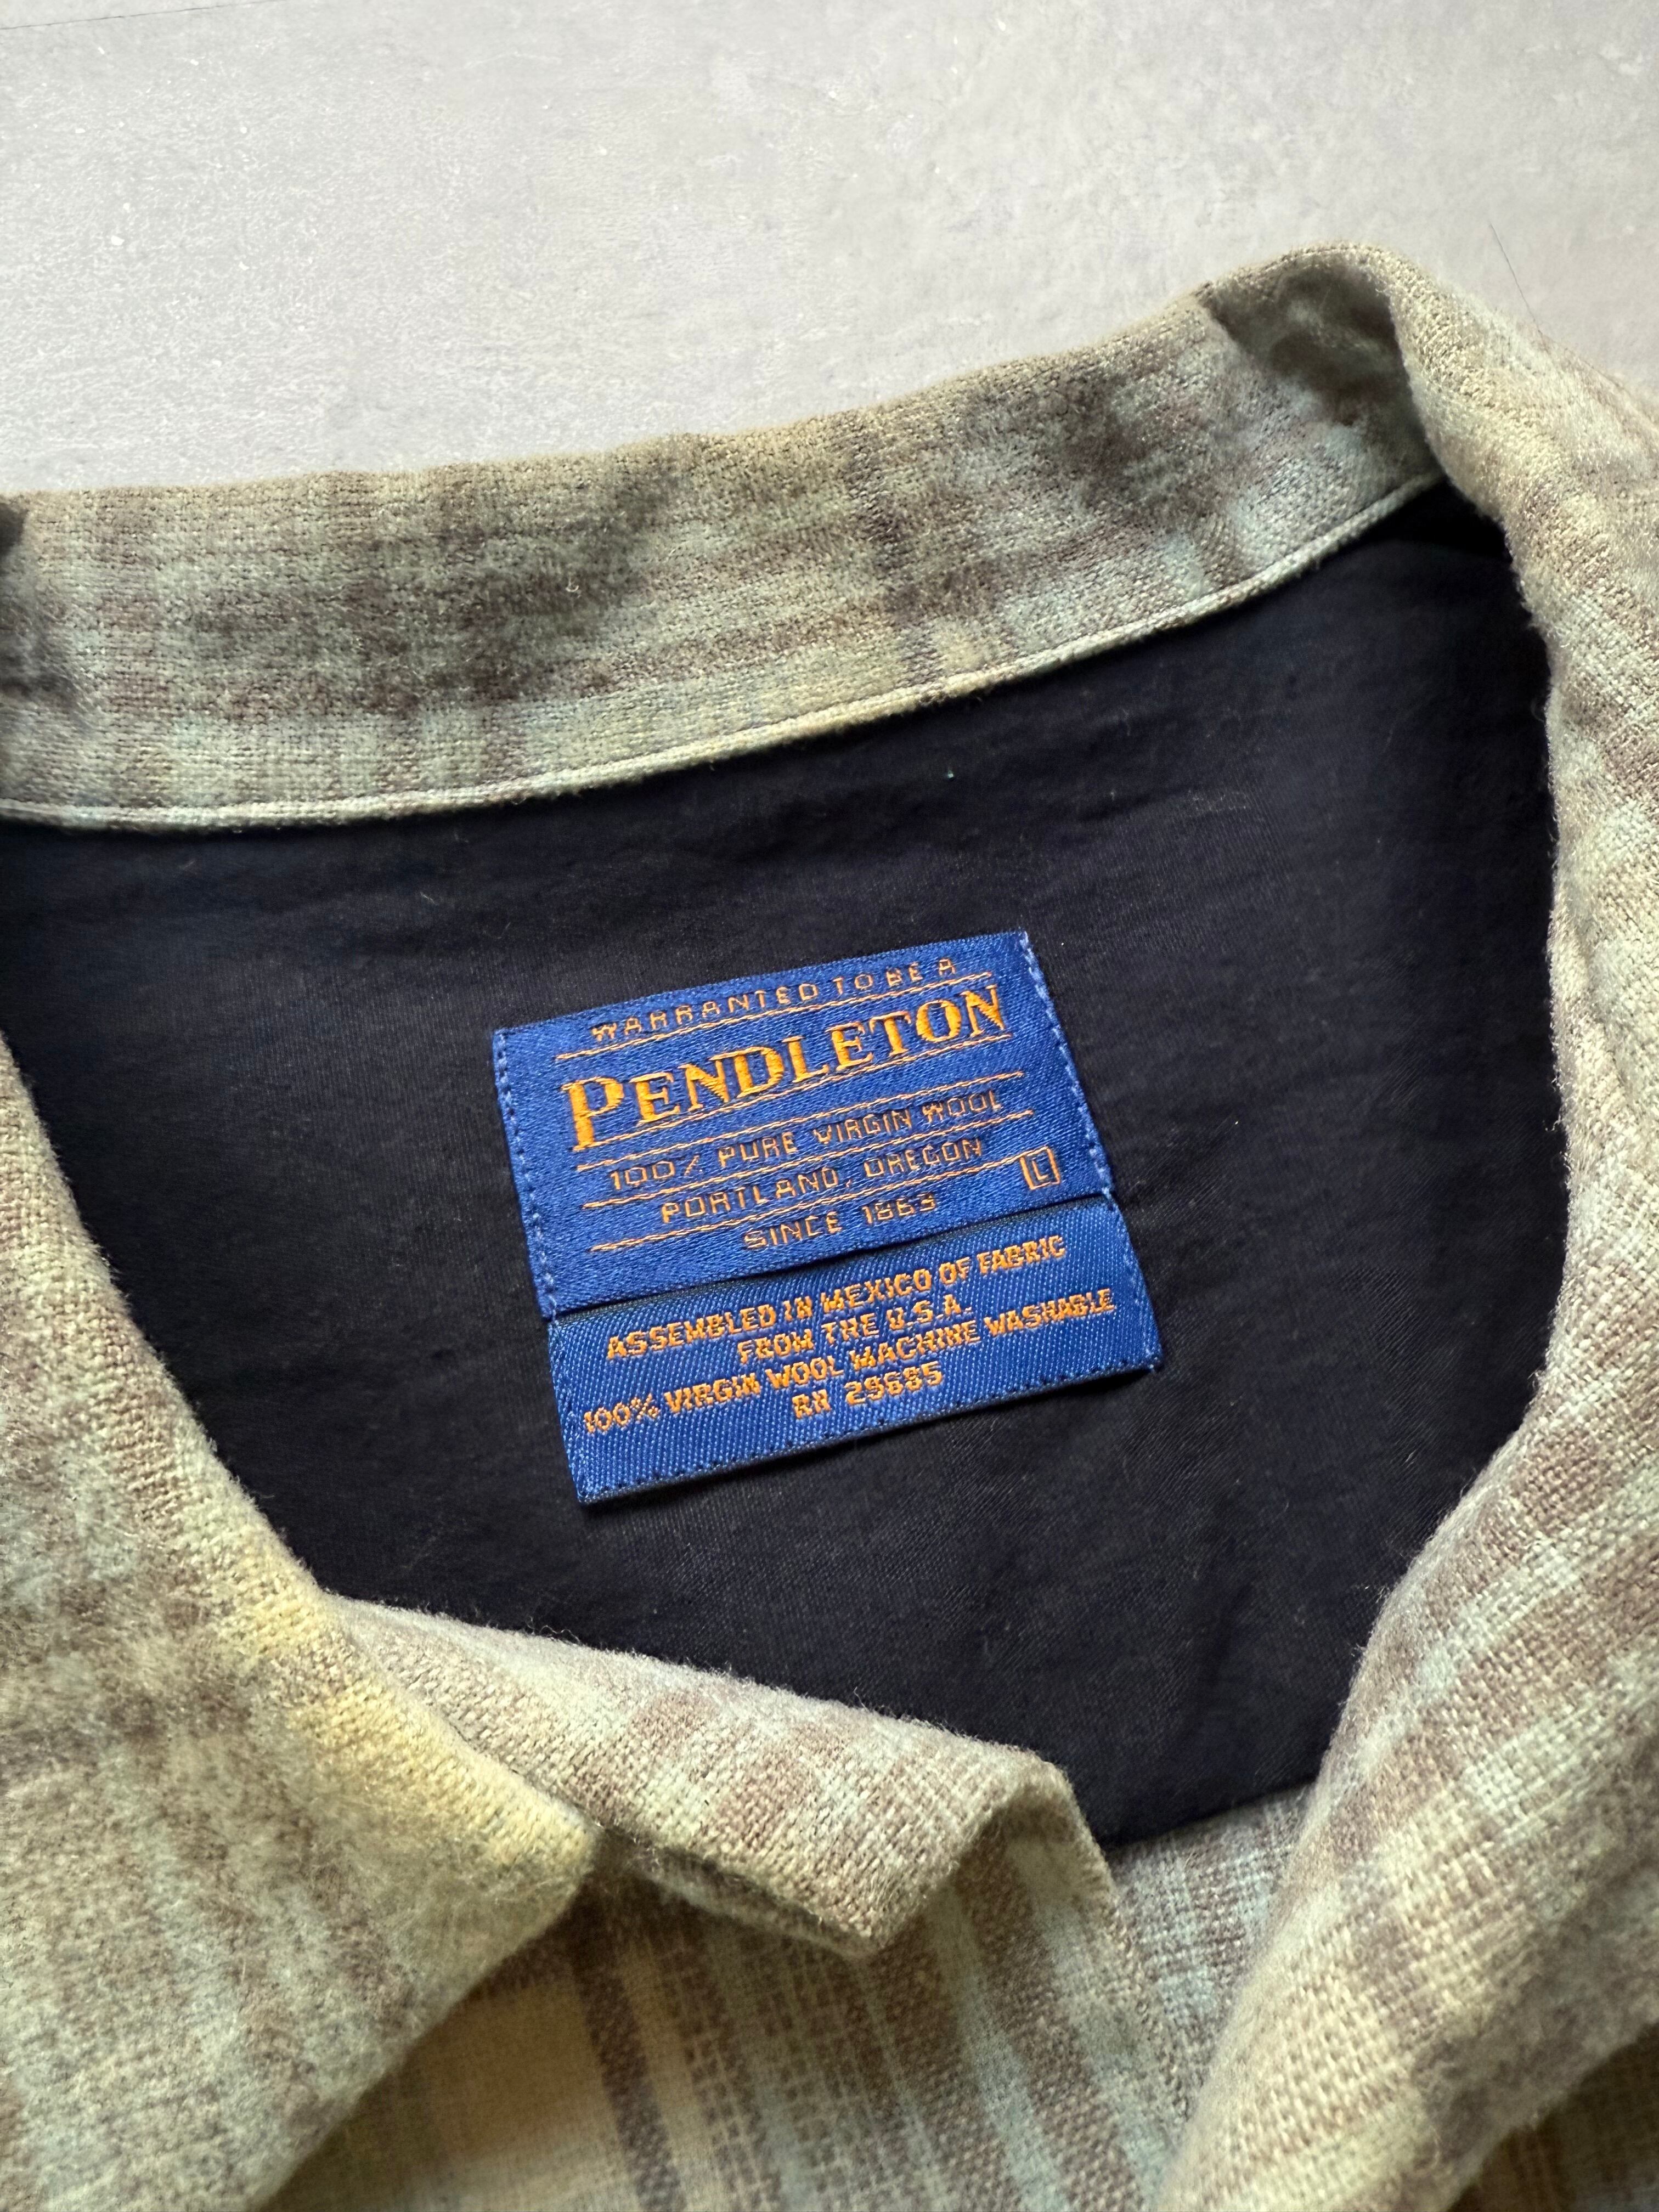 WARRANTED TO BE A
PENDLETON
100% PURE VIRGIN WOOL
PORTLAND, OREGON
L
SINCE 1863
ASSEMBLED IN MEXICO OF FABRIC
FROM THE U.S.A.
100% VIRGIN WOOL MACHINE WASHABLE
RN 29685